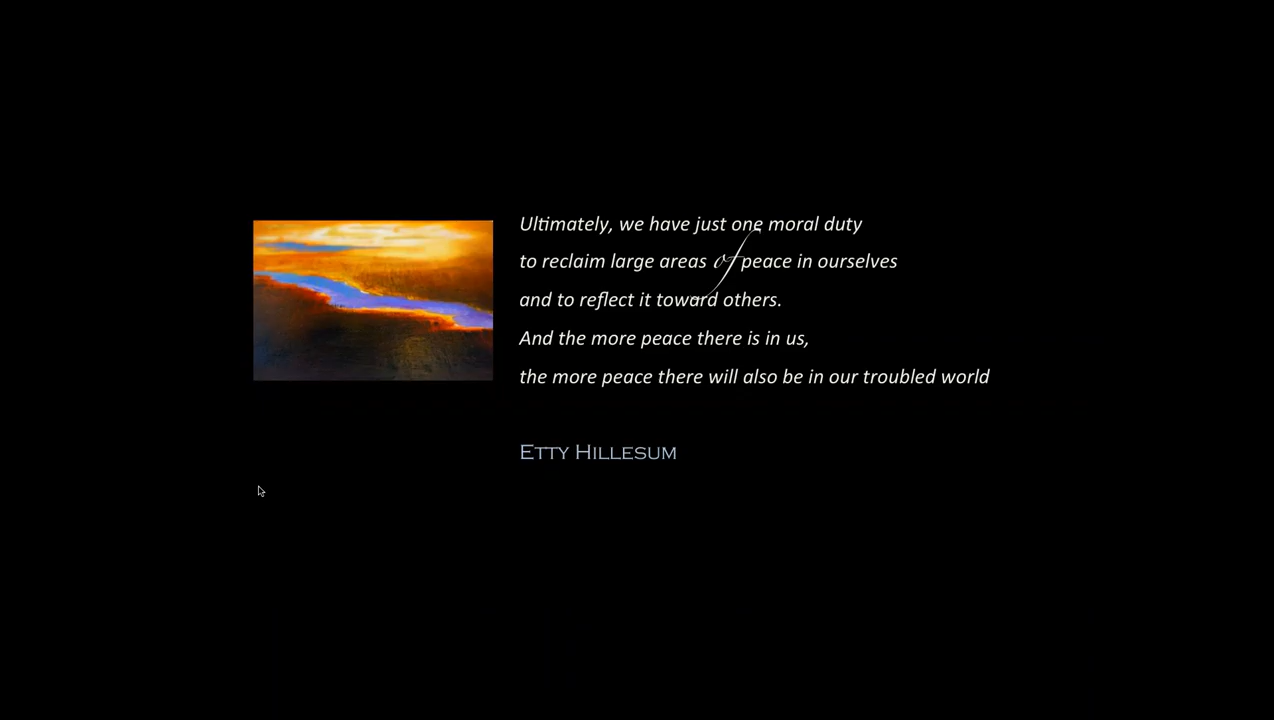 Ultimately, we have just one moral duty
to reclaim large areas of peace in ourselves
and to reflect it toward others.
And the more peace there is in us,
the more peace there will also be in our troubled world
Etty Hillesum